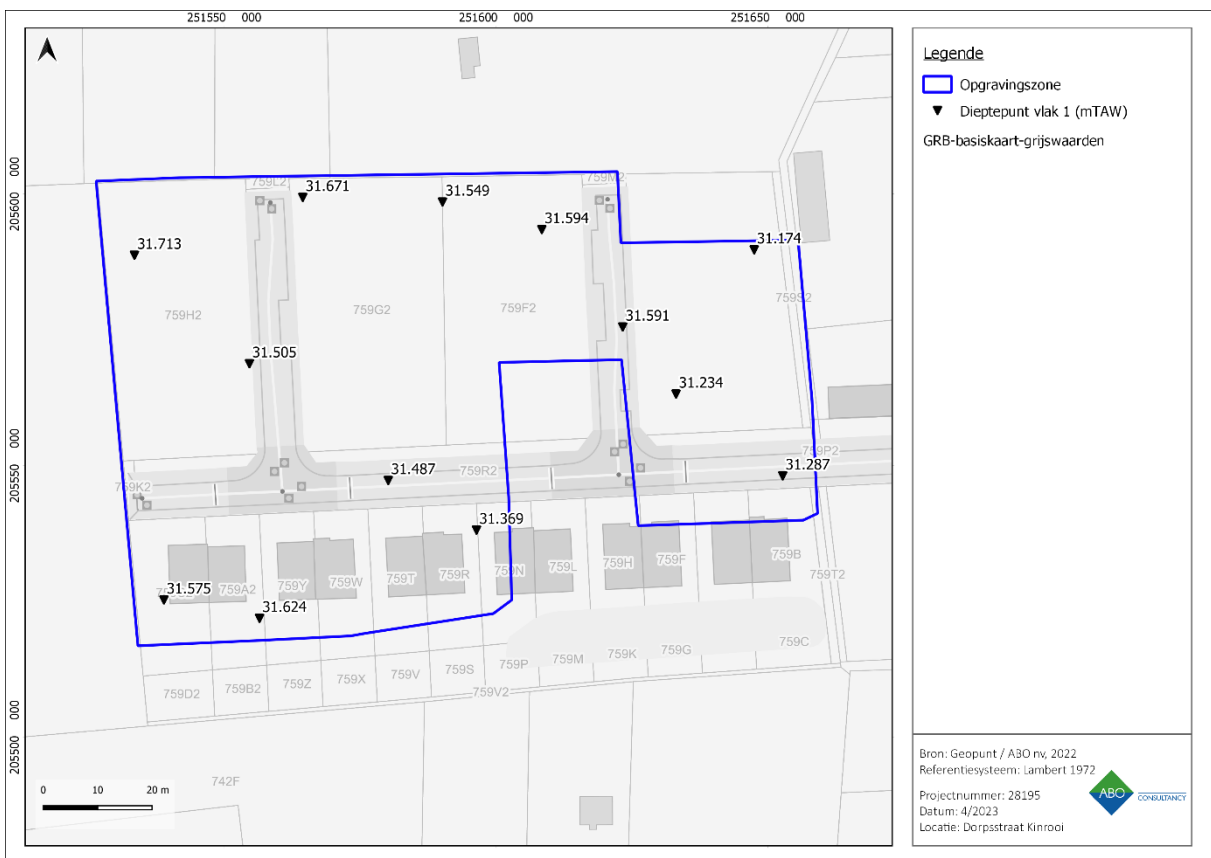 251550 000
251600 000
251650 000
205600 000
205550 000
205500 000
759L2
31.671
31.549
759M2
31.594
31.713
31.174
759H2
759G2
759F2
759S2
31.591
31.505
31.234
759P2
31.487
759R2
31.287
759K2
31.369
759A2
759Y
759W
759T
759R
759N
759L
759H
759F
759B
759T2
31.575
31.624
759D2
759B2
759Z
759X
759V
759S
759P
759M
759K
759G
759C
759V2
742F
0 10 20 m
Legende
Opgravingszone
Dieptepunt vlak 1 (mTAW)
GRB-basiskaart-grijswaarden
Bron: Geopunt / ABO nv, 2022
Referentiesysteem: Lambert 1972
Projectnummer: 28195
Datum: 4/2023
Locatie: Dorpsstraat Kinrooi
ABO
CONSULTANCY